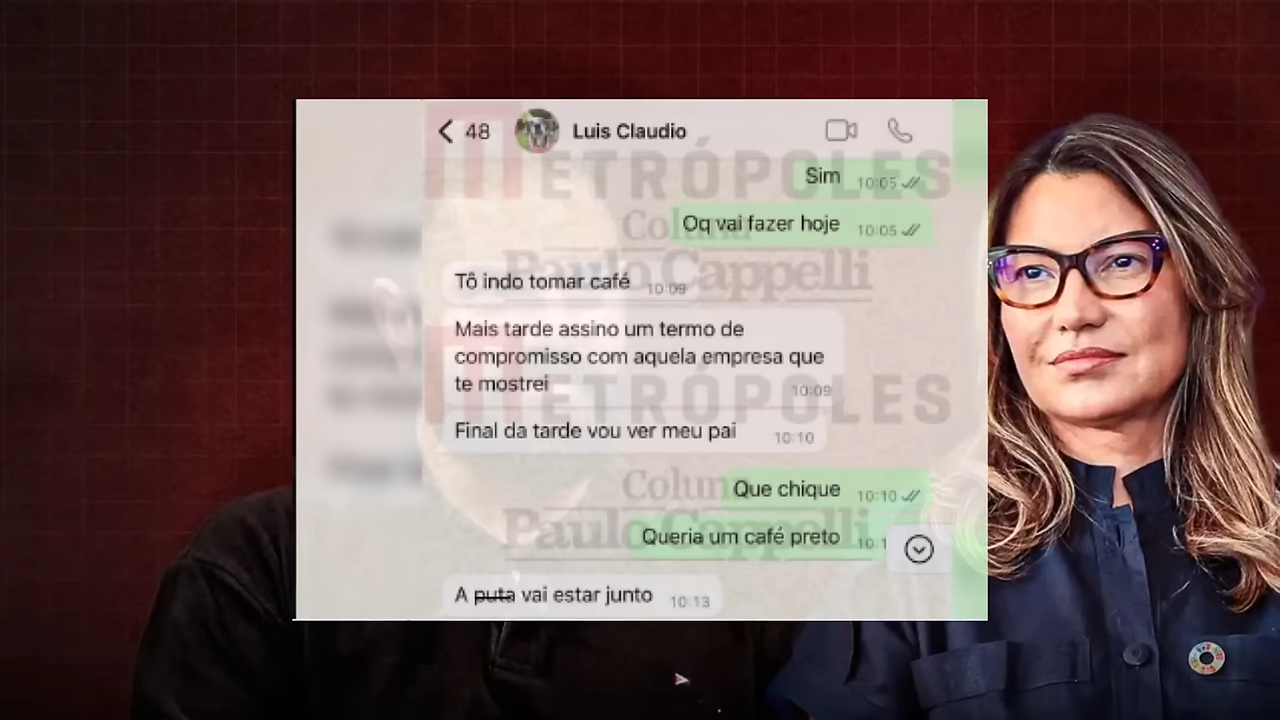 48 Luis Claudio
METRÓPOLES
Sim 10:05
Coluna
Oq vai fazer hoje 10:05
Paulo Cappelli
Tô indo tomar café 10:09
Mais tarde assino um termo de
compromisso com aquela empresa que
te mostrei 10:09
METRÓPOLES
Final da tarde vou ver meu pai 10:10
Coluna
Que chique 10:10
Paulo Cappelli
Queria um café preto
A puta vai estar junto 10:13